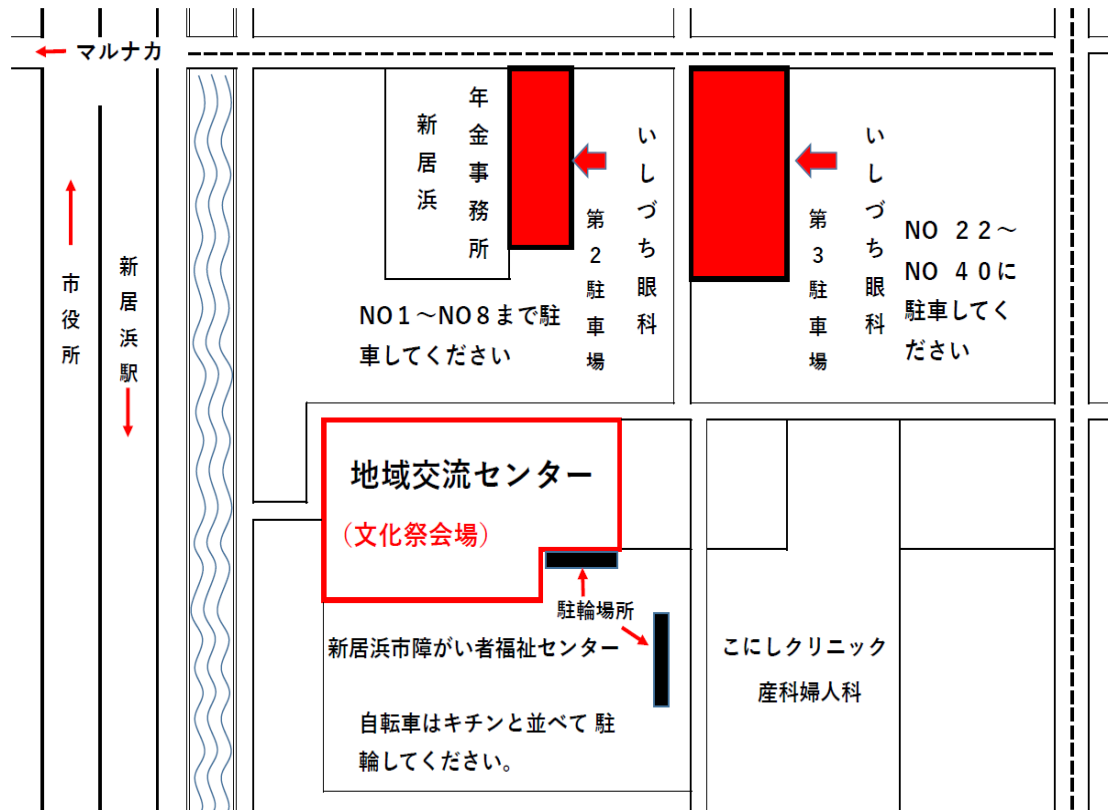 マルナカ
市役所
新居浜駅
新居浜
年金事務所
いしづち眼科
第2駐車場
NO1～NO8まで駐
車してください
いしづち眼科
第3駐車場
NO 22～
NO 40に
駐車してく
ださい
地域交流センター
（文化祭会場）
駐輪場所
新居浜市障がい者福祉センター
自転車はキチンと並べて 駐
輪してください。
こにしクリニック
産科婦人科